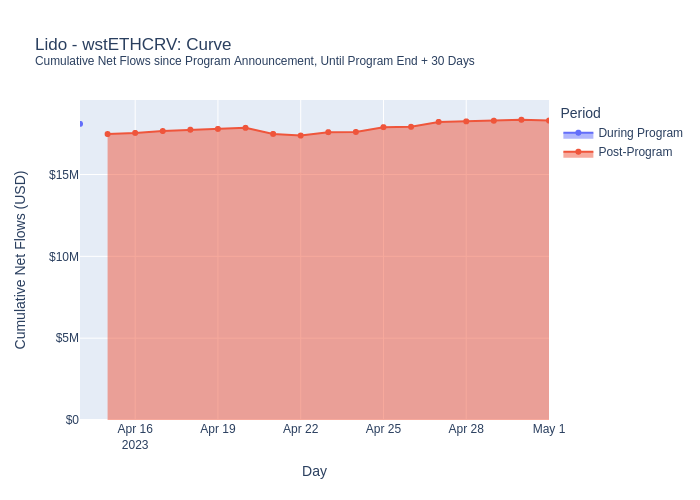 Lido - wstETHCRV: Curve
Cumulative Net Flows since Program Announcement, Until Program End + 30 Days
Period
During Program
Post-Program
Cumulative Net Flows (USD)
$15M
$10M
$5M
$0
Apr 16
2023
Apr 19
Apr 22
Apr 25
Apr 28
May 1
Day